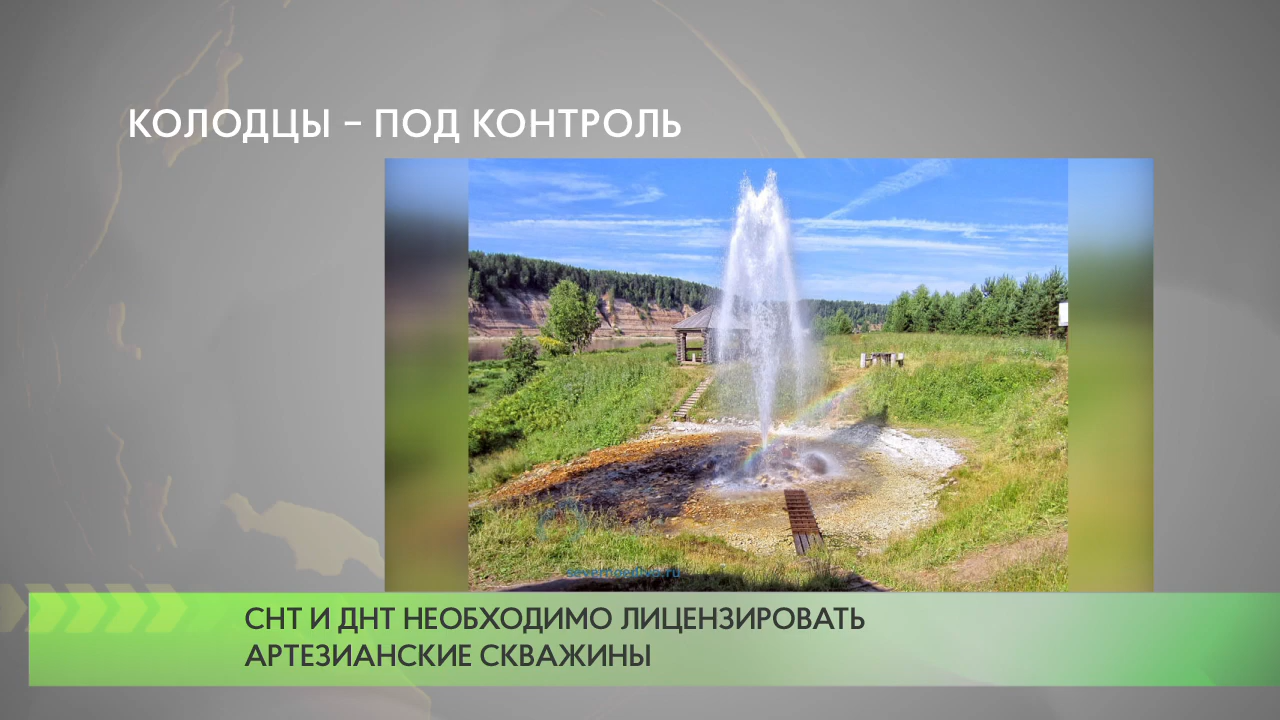 КОЛОДЦЫ – ПОД КОНТРОЛЬ
СНТ И ДНТ НЕОБХОДИМО ЛИЦЕНЗИРОВАТЬ
АРТЕЗИАНСКИЕ СКВАЖИНЫ